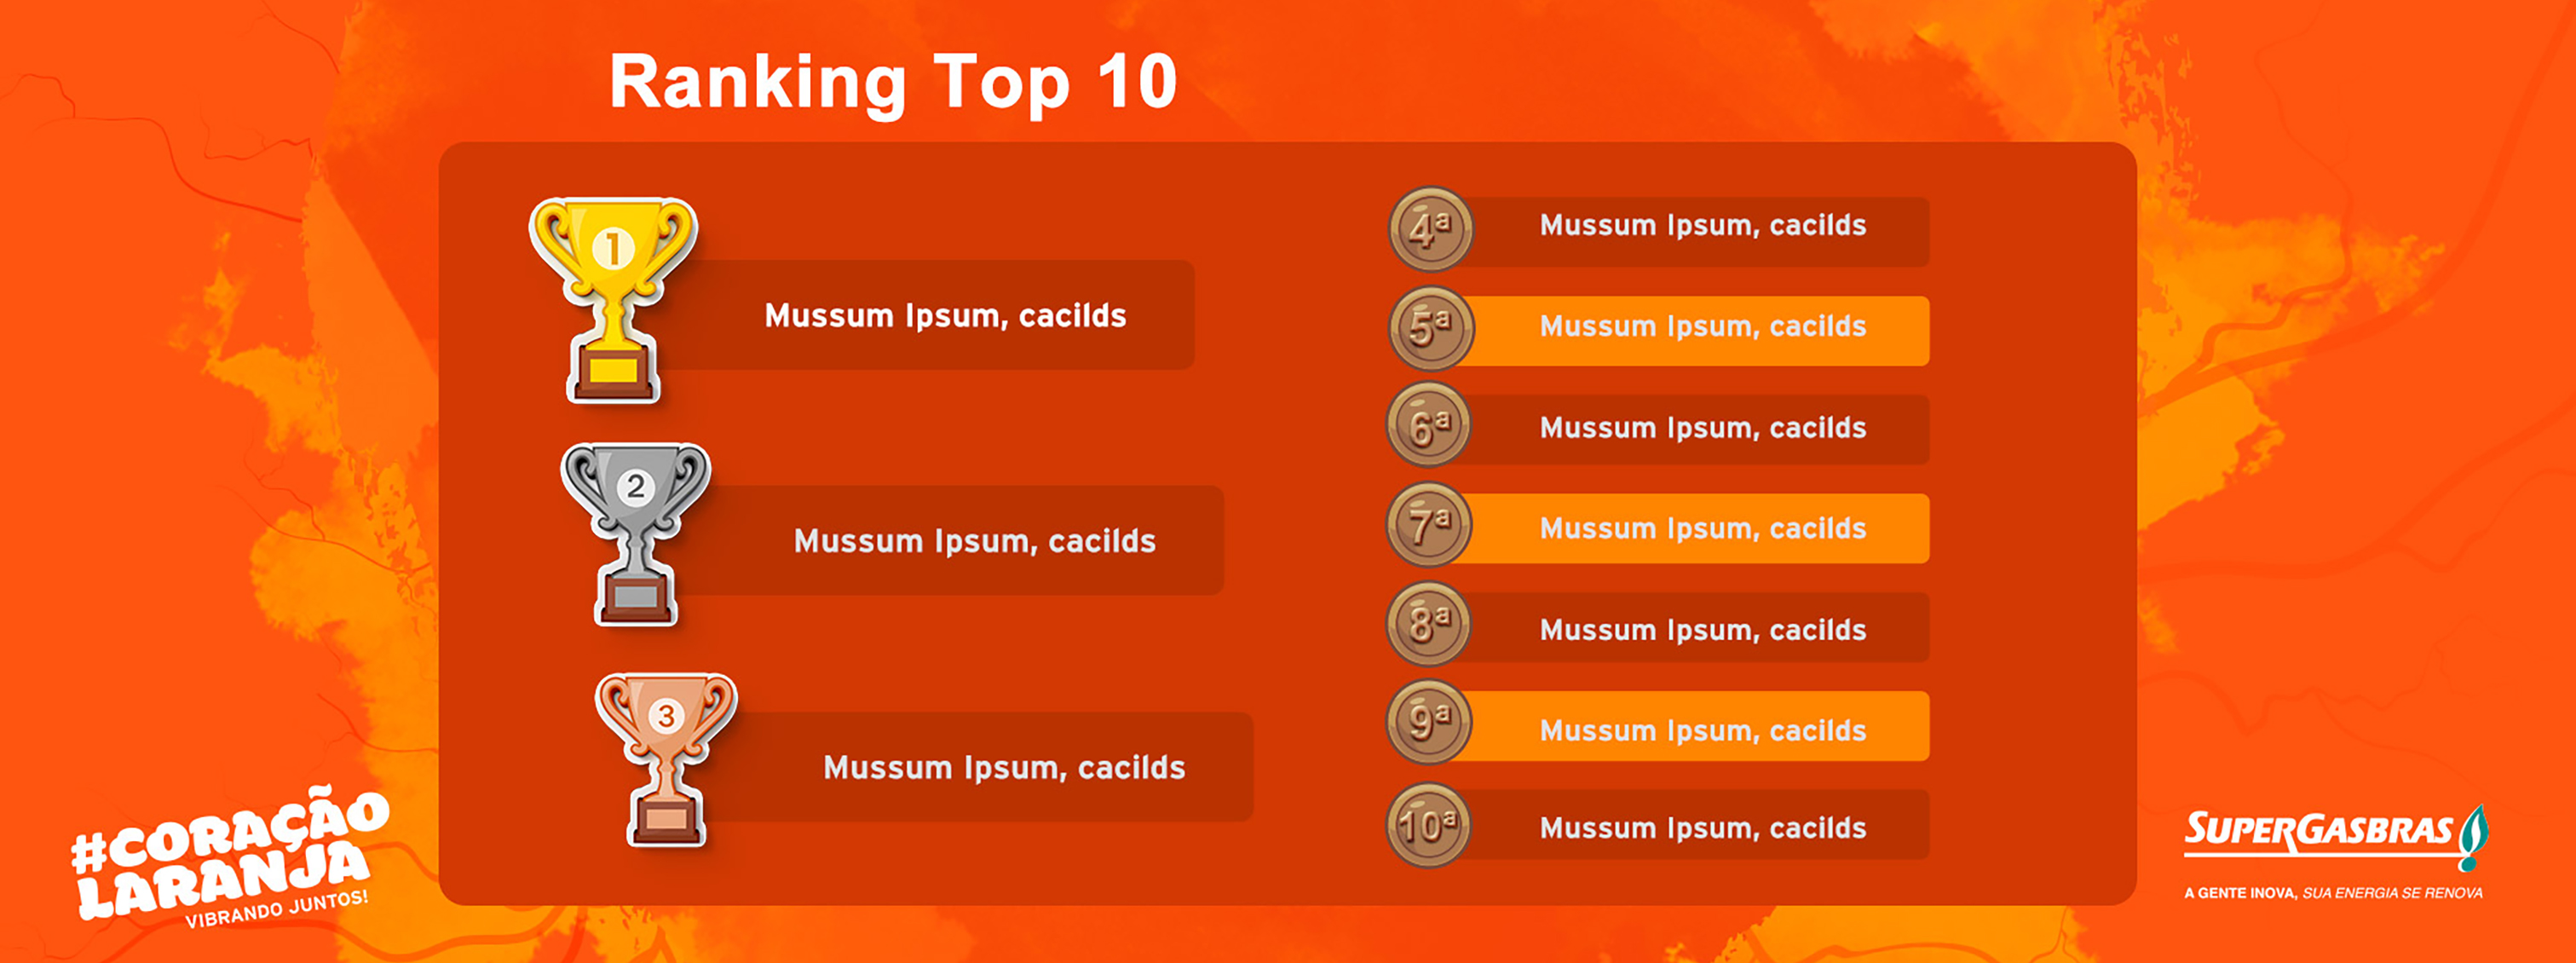 Ranking Top 10
1
Mussum Ipsum, cacilds
2
Mussum Ipsum, cacilds
3
Mussum Ipsum, cacilds
4ª
Mussum Ipsum, cacilds
5ª
Mussum Ipsum, cacilds
6ª
Mussum Ipsum, cacilds
7ª
Mussum Ipsum, cacilds
8ª
Mussum Ipsum, cacilds
9ª
Mussum Ipsum, cacilds
10ª
Mussum Ipsum, cacilds
#CORAÇÃO
LARANJA
VIBRANDO JUNTOS!
SUPERGASBRAS
A GENTE INOVA, SUA ENERGIA SE RENOVA